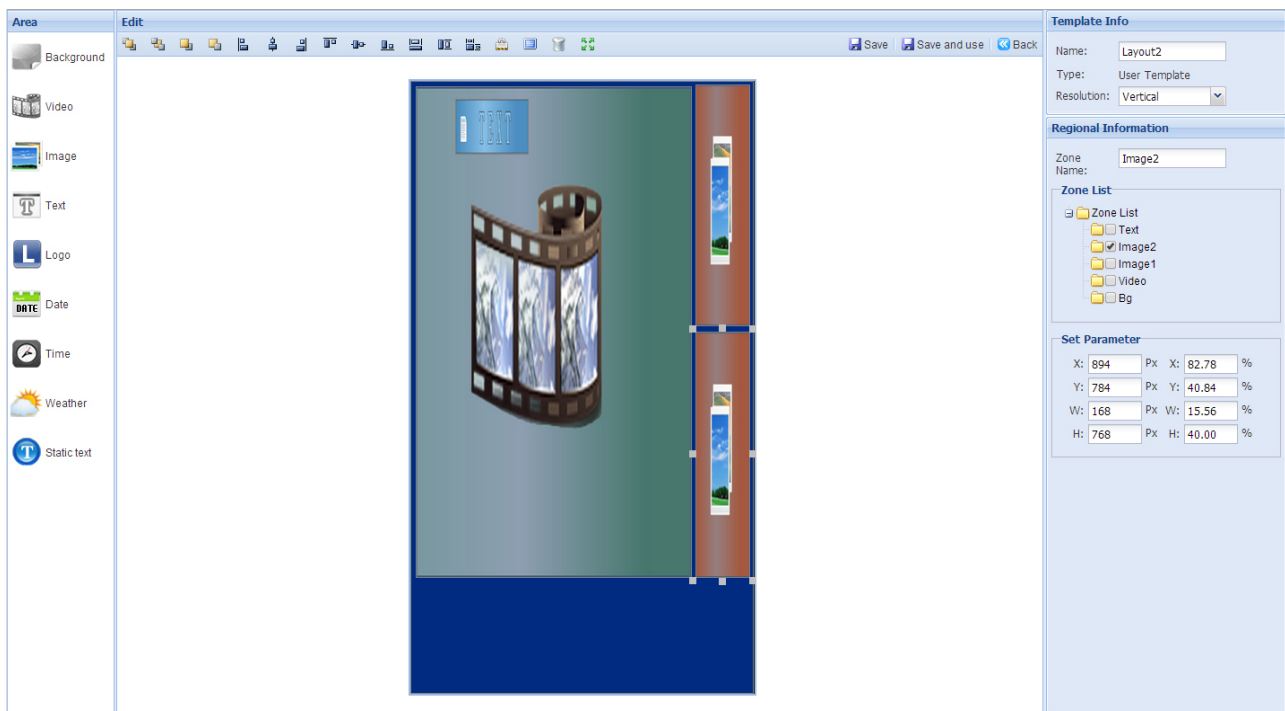 Area
Edit
Template Info
Background
Video
Image
Text
Logo
DATE
Date
Time
Weather
Static text
Save
Save and use
Back
TEXT
Name: Layout2
Type: User Template
Resolution: Vertical
Regional Information
Zone Name: Image2
Zone List
Zone List
Text
Image2
Image1
Video
Bg
Set Parameter
X: 894 Px X: 82.78 %
Y: 784 Px Y: 40.84 %
W: 168 Px W: 15.56 %
H: 768 Px H: 40.00 %